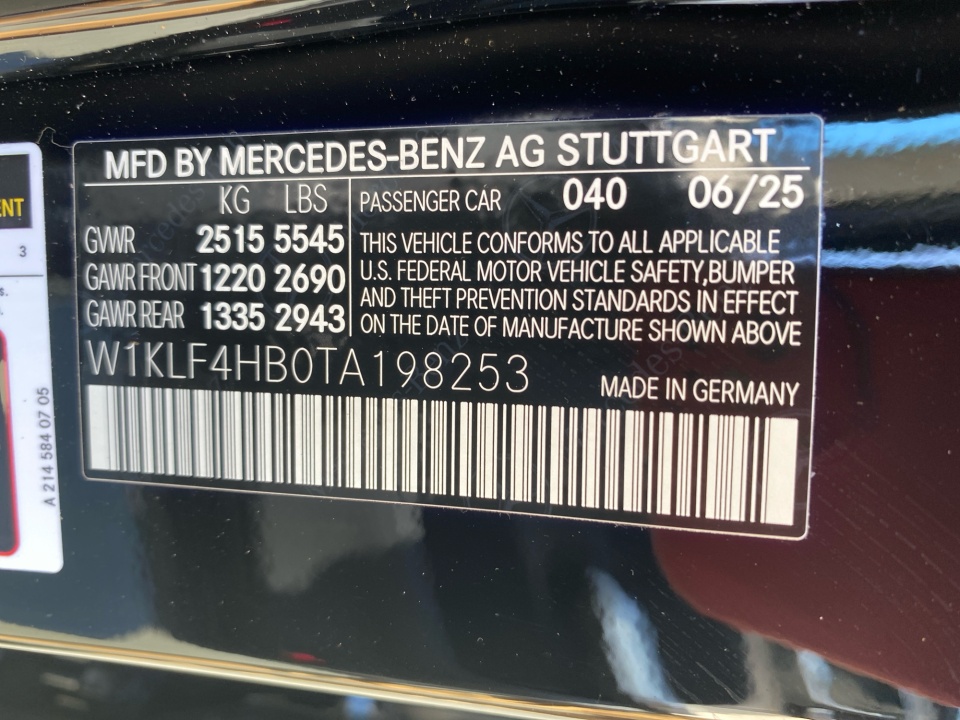 MFD BY MERCEDES-BENZ AG STUTTGART
KG LBS
GVWR 2515 5545
GAWR FRONT 1220 2690
GAWR REAR 1335 2943
PASSENGER CAR 040 06/25
THIS VEHICLE CONFORMS TO ALL APPLICABLE
U.S. FEDERAL MOTOR VEHICLE SAFETY,BUMPER
AND THEFT PREVENTION STANDARDS IN EFFECT
ON THE DATE OF MANUFACTURE SHOWN ABOVE
W1KLF4HB0TA198253
MADE IN GERMANY
ENT
3
s.
A 214 584 07 05